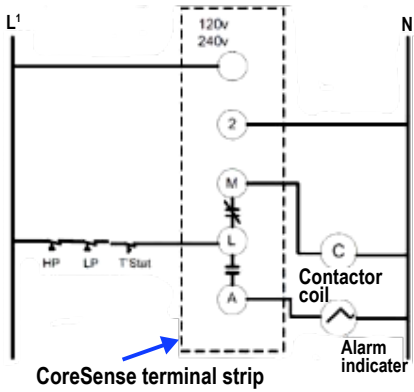 L¹
N
120v
240v
2
M
L
HP LP T'Stat
C
Contactor
coil
A
Alarm
indicater
CoreSense terminal strip